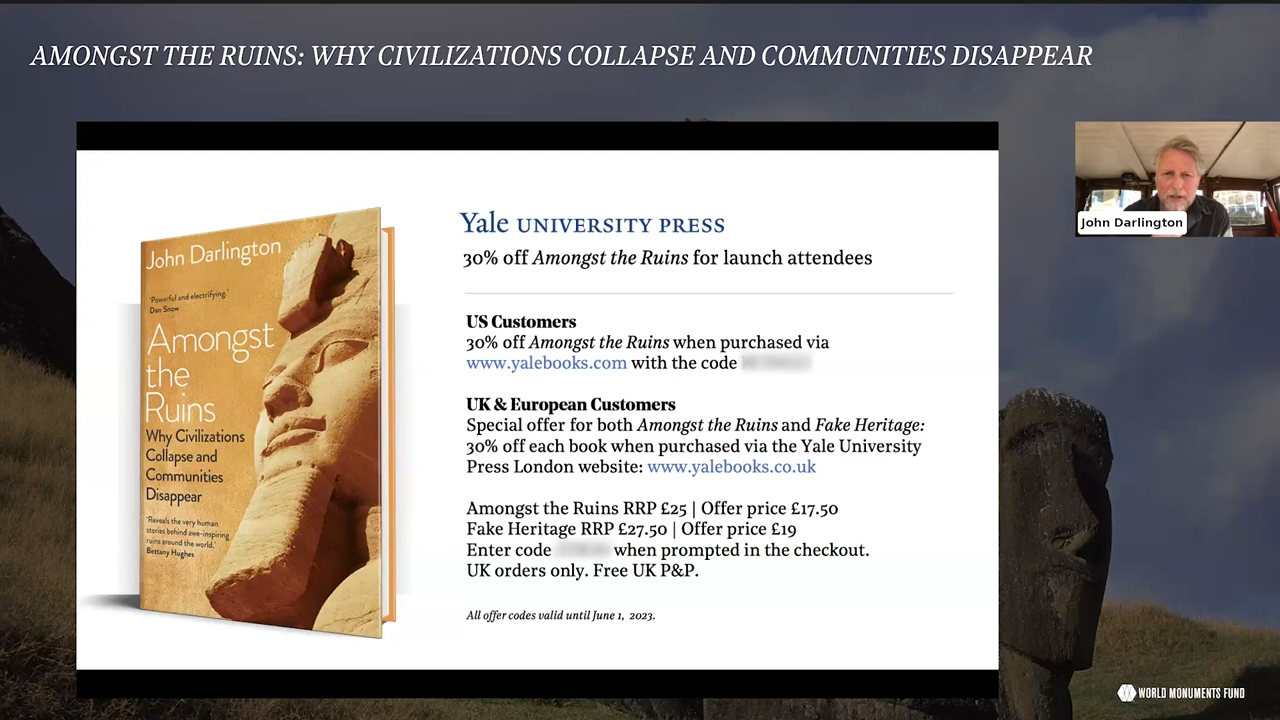 AMONGST THE RUINS: WHY CIVILIZATIONS COLLAPSE AND COMMUNITIES DISAPPEAR
John Darlington
'Powerful and electrifying.'
Dan Snow
Amongst
the
Ruins
Why Civilizations
Collapse and
Communities
Disappear
'Reveals the very human
stories behind awe-inspiring
ruins around the world.'
Bettany Hughes
Yale UNIVERSITY PRESS
30% off Amongst the Ruins for launch attendees
US Customers
30% off Amongst the Ruins when purchased via
www.yalebooks.com with the code
UK & European Customers
Special offer for both Amongst the Ruins and Fake Heritage:
30% off each book when purchased via the Yale University
Press London website: www.yalebooks.co.uk
Amongst the Ruins RRP £25 | Offer price £17.50
Fake Heritage RRP £27.50 | Offer price £19
Enter code when prompted in the checkout.
UK orders only. Free UK P&P.
All offer codes valid until June 1, 2023.
John Darlington
WORLD MONUMENTS FUND